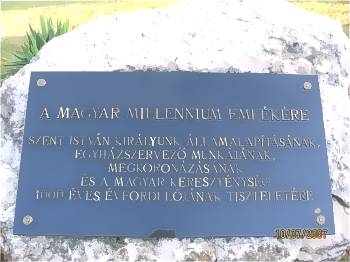 A MAGYAR MILLENNIUM EMLÉKÉRE
SZENT ISTVÁN KIRÁLYUNK ÁLLAMALAPÍTÁSÁNAK,
EGYHÁZSZERVEZŐ MUNKÁJÁNAK,
MEGKORONÁZÁSÁNAK
ÉS A MAGYAR KERESZTÉNYSÉG
1000 ÉVES ÉVFORDULÓJÁNAK TISZTELETÉRE
10/07/2007